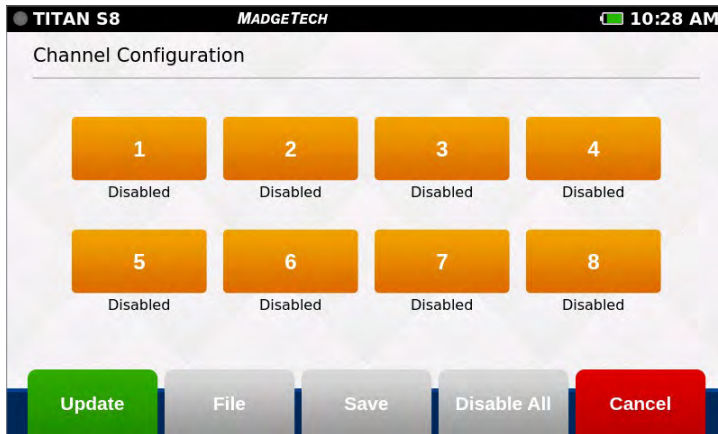 TITAN S8 MADGETECH 10:28 AM
Channel Configuration
1 2 3 4
Disabled Disabled Disabled Disabled
5 6 7 8
Disabled Disabled Disabled Disabled
Update File Save Disable All Cancel